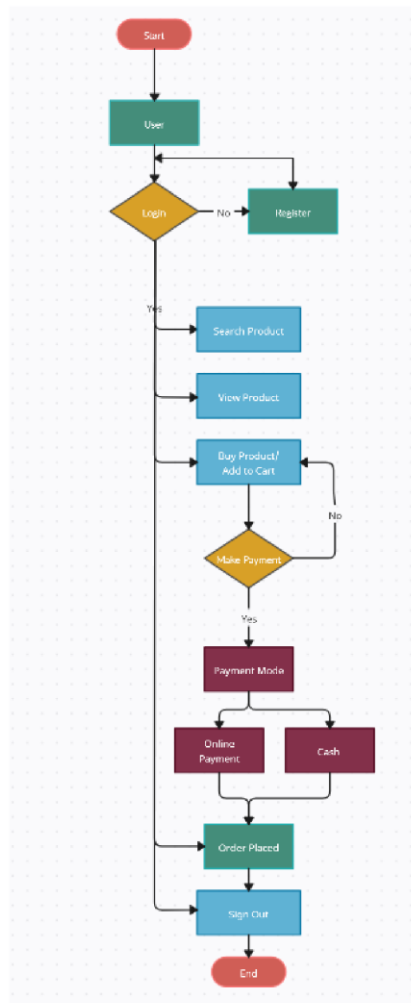 Start
User
Login
No
Register
Yes
Search Product
View Product
Buy Product/
Add to Cart
No
Make Payment
Yes
Payment Mode
Online
Payment
Cash
Order Placed
Sign Out
End